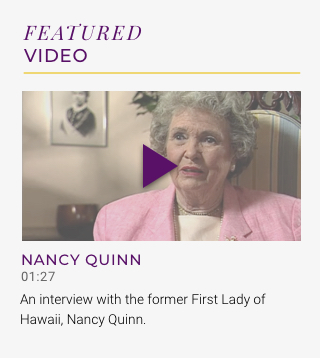 FEATURED
VIDEO
NANCY QUINN
01:27
An interview with the former First Lady of
Hawaii, Nancy Quinn.